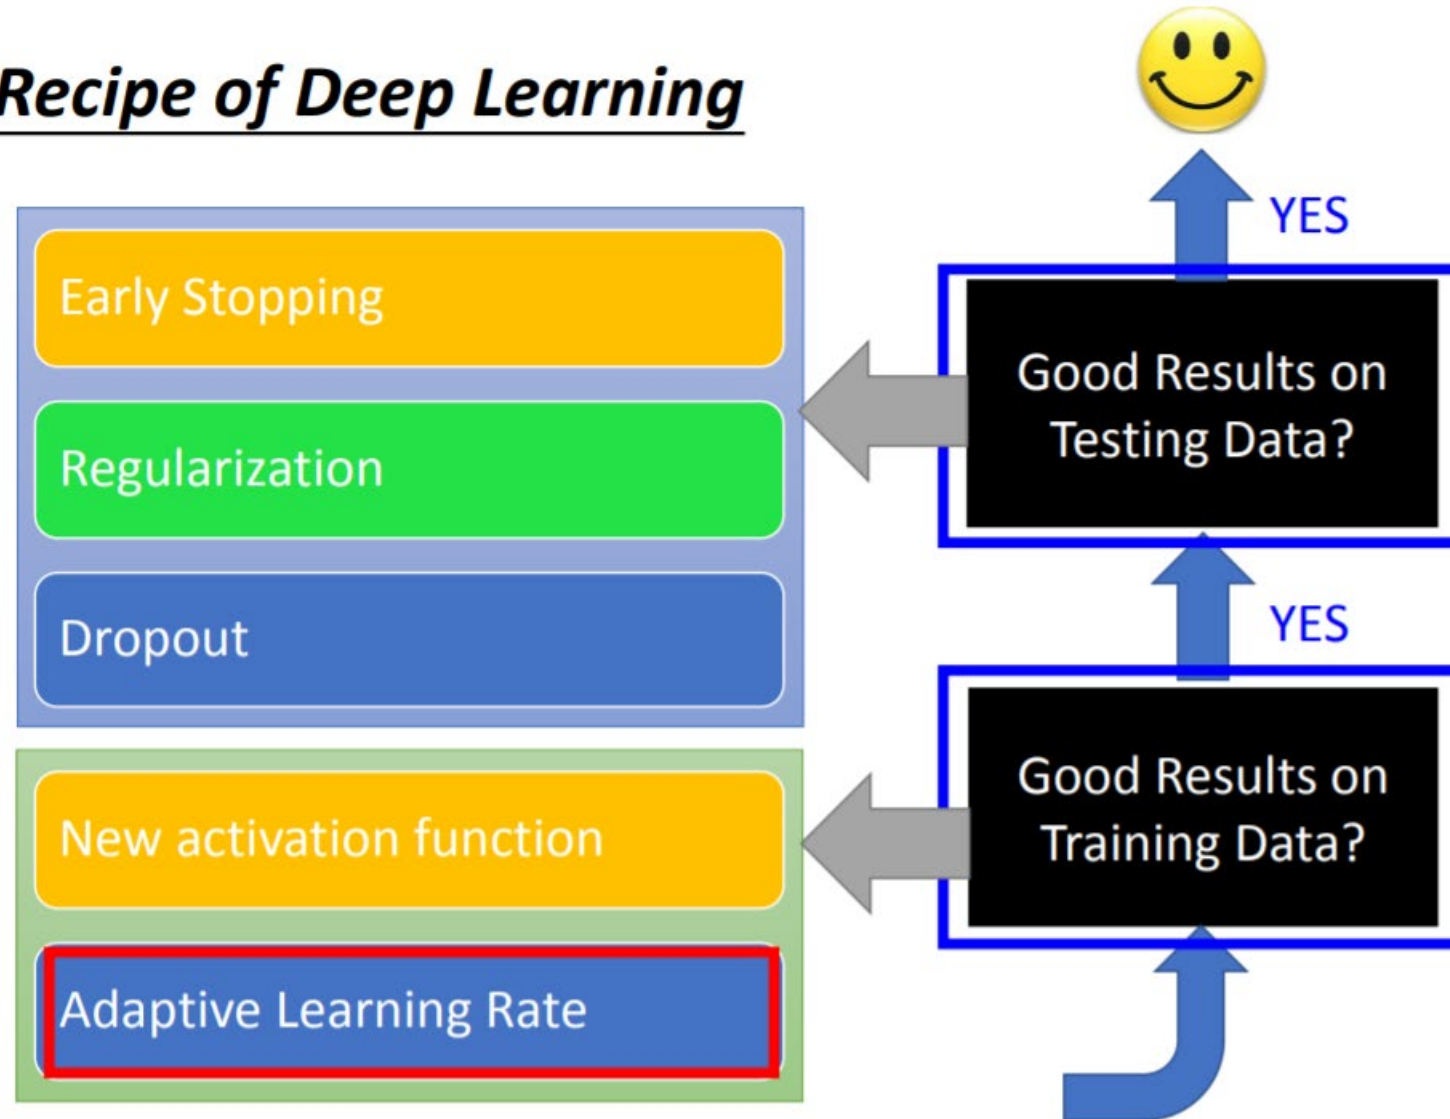 Recipe of Deep Learning
YES
Early Stopping
Regularization
Dropout
Good Results on
Testing Data?
YES
New activation function
Adaptive Learning Rate
Good Results on
Training Data?